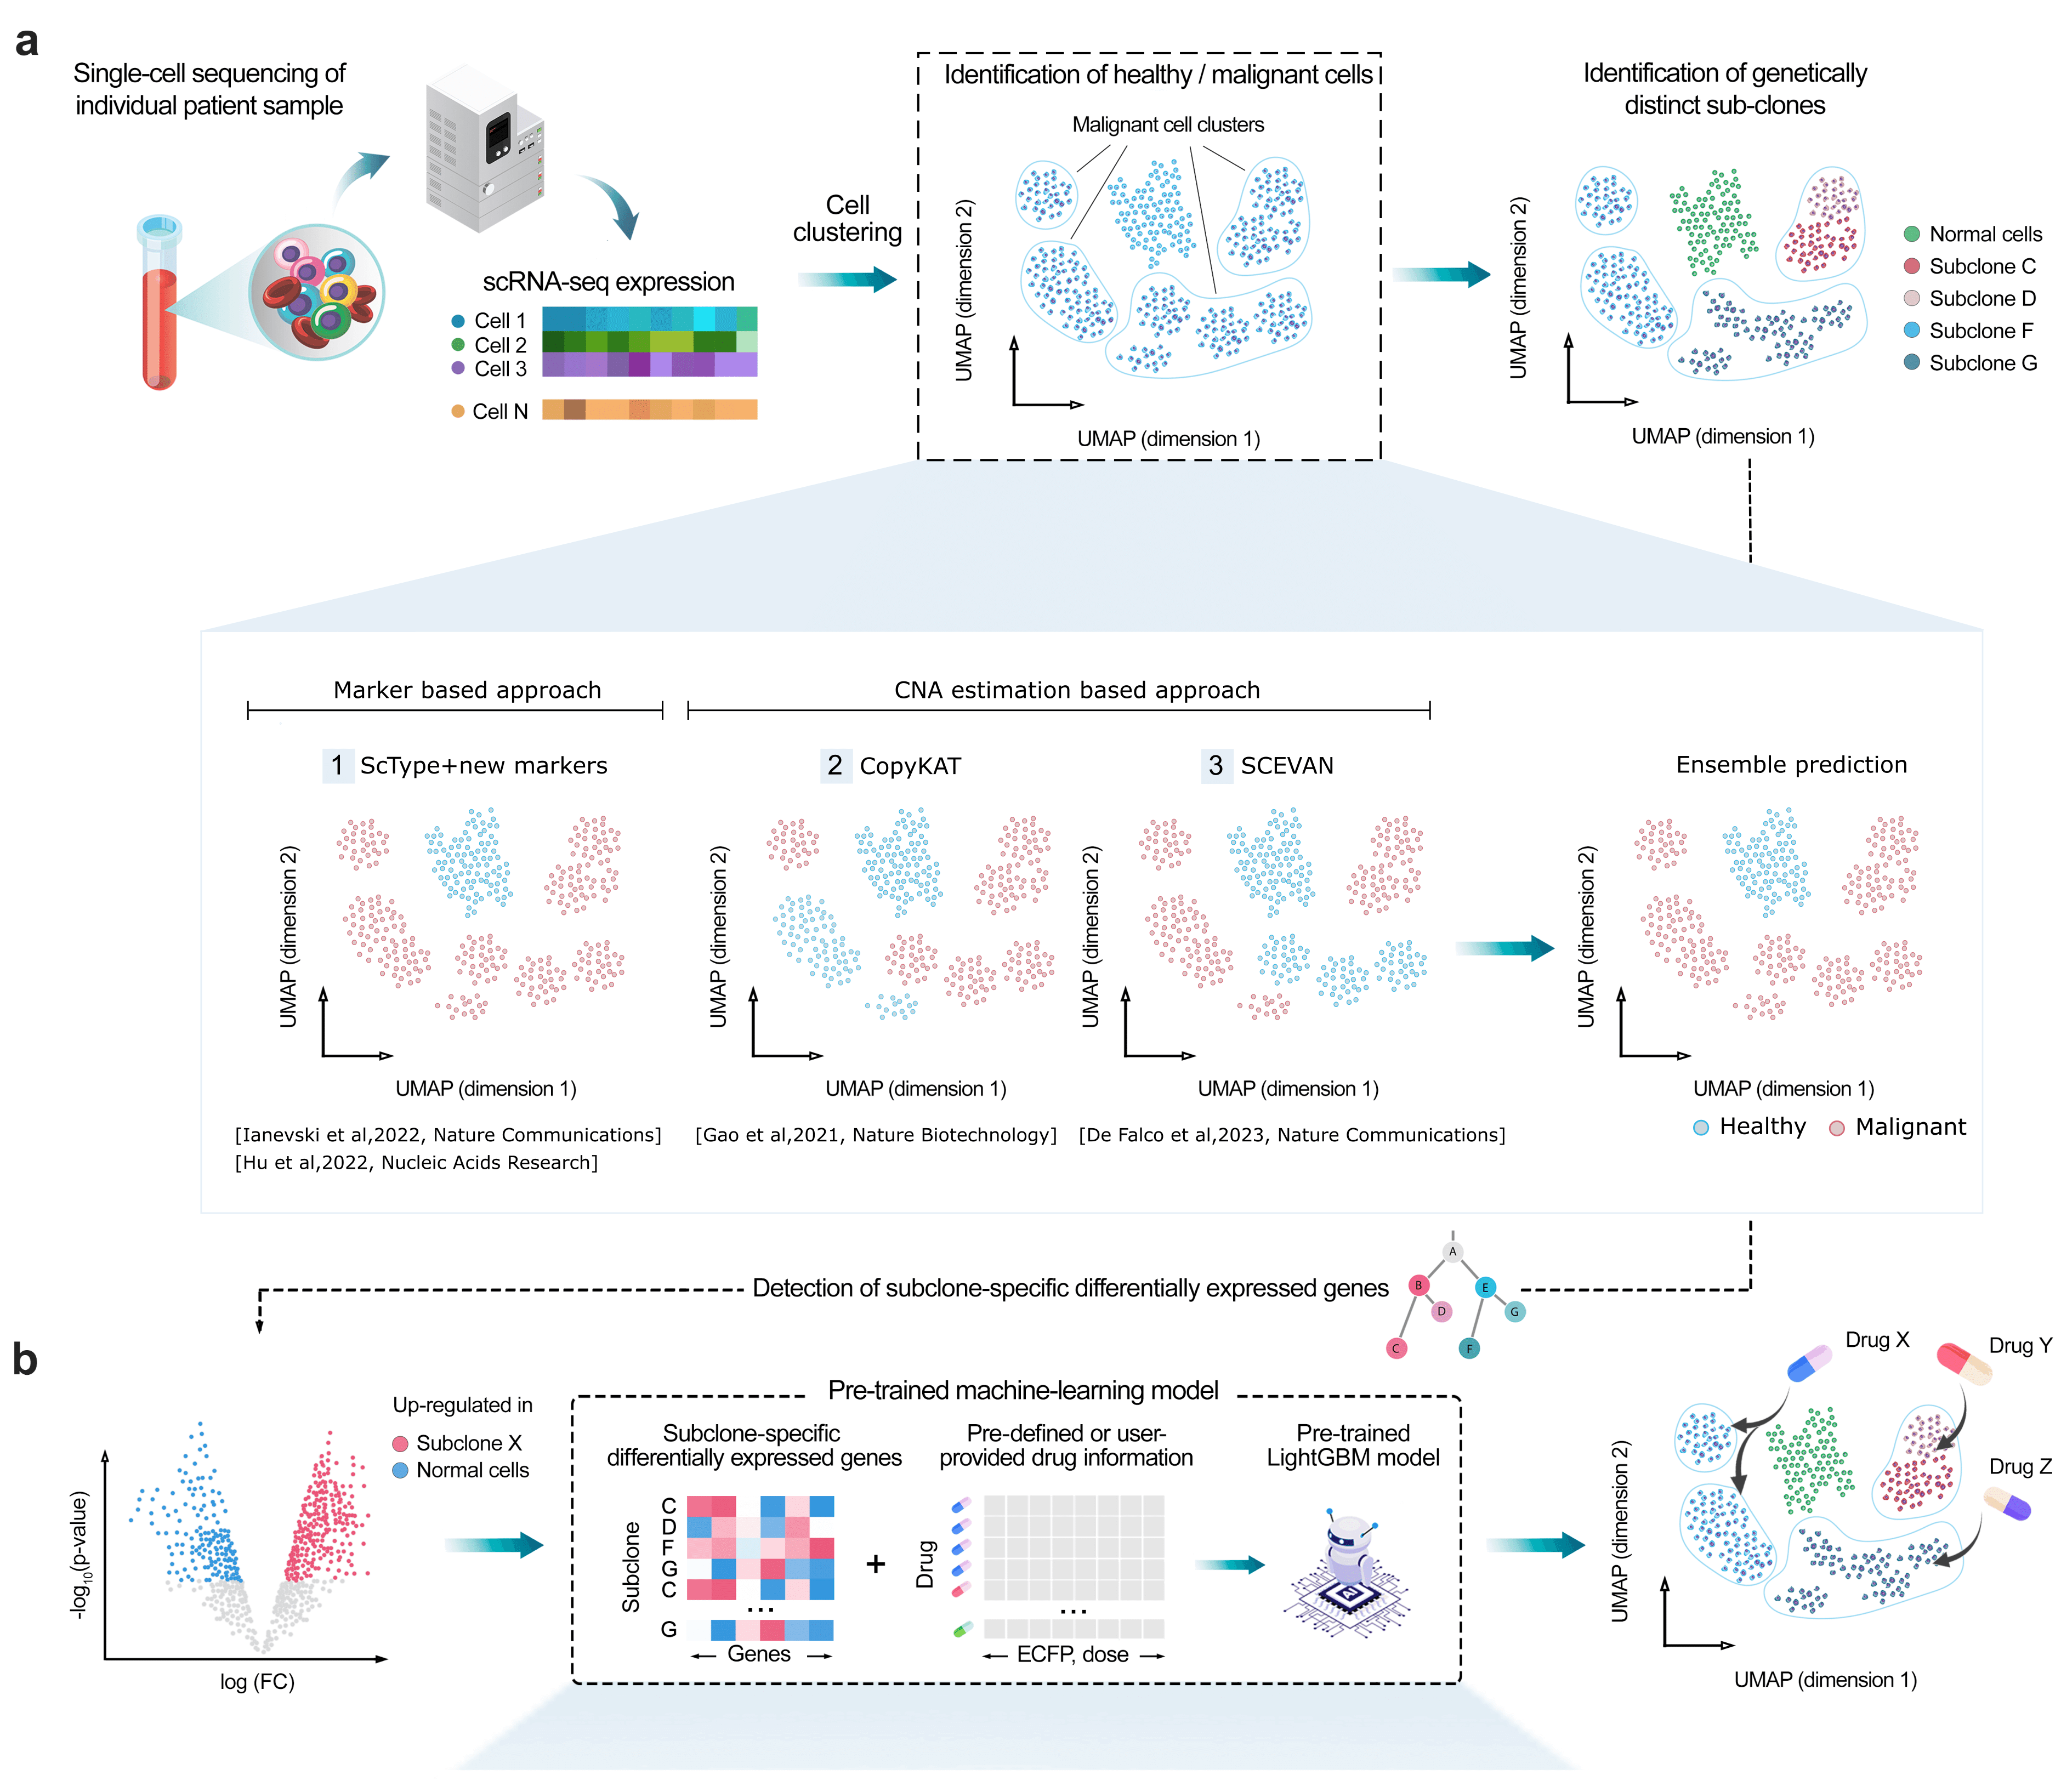 a
Single-cell sequencing of
individual patient sample
scRNA-seq expression
Cell 1
Cell 2
Cell 3
Cell N
Cell
clustering
Identification of healthy / malignant cells
Malignant cell clusters
UMAP (dimension 2)
UMAP (dimension 1)
Identification of genetically
distinct sub-clones
UMAP (dimension 2)
UMAP (dimension 1)
Normal cells
Subclone C
Subclone D
Subclone F
Subclone G
Marker based approach
CNA estimation based approach
1 ScType+new markers
2 CopyKAT
3 SCEVAN
Ensemble prediction
UMAP (dimension 2)
UMAP (dimension 1)
UMAP (dimension 2)
UMAP (dimension 1)
UMAP (dimension 2)
UMAP (dimension 1)
UMAP (dimension 2)
UMAP (dimension 1)
Healthy
Malignant
[Ianevski et al,2022, Nature Communications]
[Hu et al,2022, Nucleic Acids Research]
[Gao et al,2021, Nature Biotechnology]
[De Falco et al,2023, Nature Communications]
Detection of subclone-specific differentially expressed genes
A
B
E
D
G
C
F
b
-log10(p-value)
log (FC)
Up-regulated in
Subclone X
Normal cells
Pre-trained machine-learning model
Subclone-specific
differentially expressed genes
Subclone
C
D
F
G
C
...
G
Genes
+
Pre-defined or user-
provided drug information
Drug
...
ECFP, dose
Pre-trained
LightGBM model
AI
Drug X
Drug Y
Drug Z
UMAP (dimension 2)
UMAP (dimension 1)